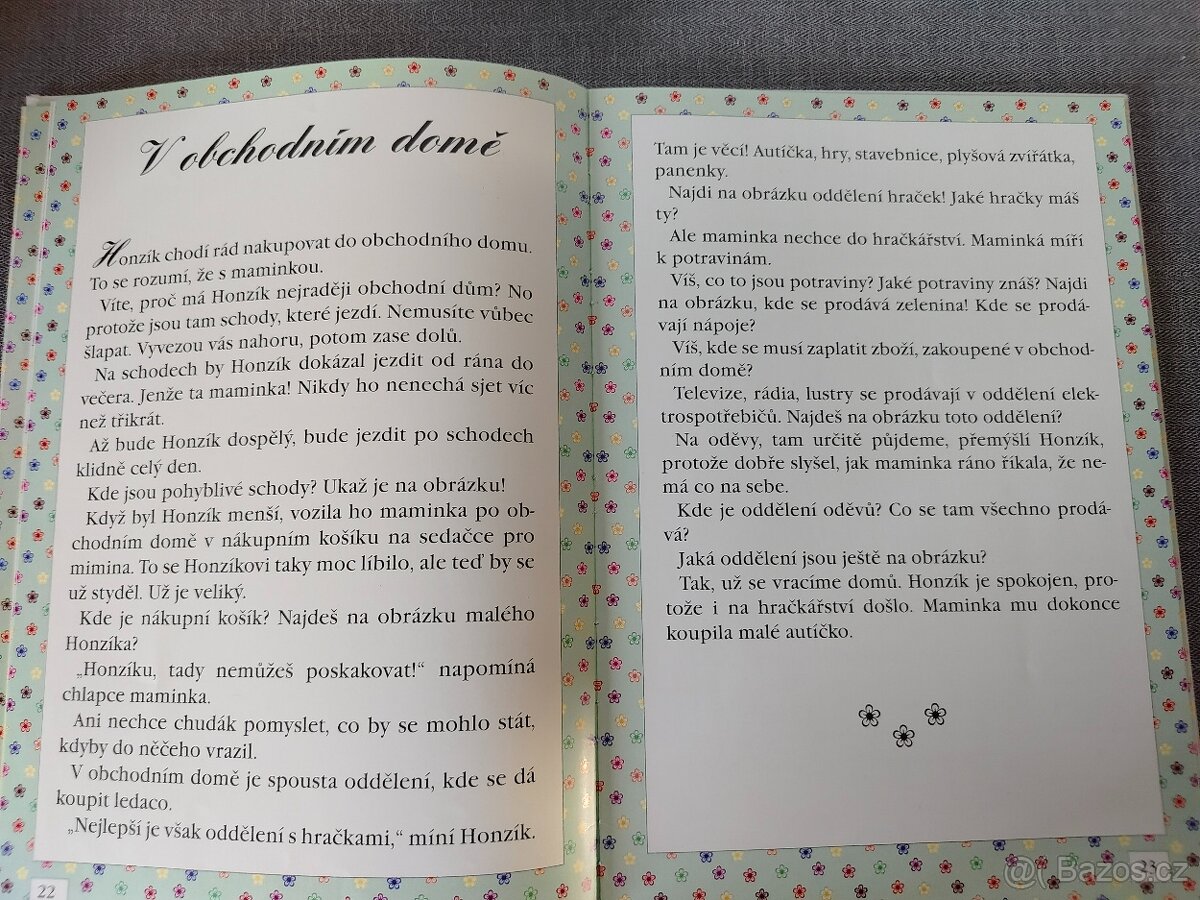 V obchodním domě
Honzík chodí rád nakupovat do obchodního domu.
To se rozumí, že s maminkou.
Víte, proč má Honzík nejraději obchodní dům? No
protože jsou tam schody, které jezdí. Nemusíte vůbec
šlapat. Vyvezou vás nahoru, potom zase dolů.
Na schodech by Honzík dokázal jezdit od rána do
večera. Jenže ta maminka! Nikdy ho nenechá sjet víc
než třikrát.
Až bude Honzík dospělý, bude jezdit po schodech
klidně celý den.
Kde jsou pohyblivé schody? Ukaž je na obrázku!
Když byl Honzík menší, vozila ho maminka po ob-
chodním domě v nákupním košíku na sedačce pro
mimina. To se Honzíkovi taky moc líbilo, ale teď by se
už styděl. Už je veliký.
Kde je nákupní košík? Najdeš na obrázku malého
Honzíka?
„Honzíku, tady nemůžeš poskakovat!“ napomíná
chlapce maminka.
Ani nechce chudák pomyslet, co by se mohlo stát,
kdyby do něčeho vrazil.
V obchodním domě je spousta oddělení, kde se dá
koupit ledaco.
„Nejlepší je však oddělení s hračkami,“ míní Honzík.
22
Tam je věcí! Autíčka, hry, stavebnice, plyšová zvířátka,
panenky.
Najdi na obrázku oddělení hraček! Jaké hračky máš
ty?
Ale maminka nechce do hračkářství. Maminká míří
k potravinám.
Víš, co to jsou potraviny? Jaké potraviny znáš? Najdi
na obrázku, kde se prodává zelenina! Kde se prodá-
vají nápoje?
Víš, kde se musí zaplatit zboží, zakoupené v obchod-
ním domě?
Televize, rádia, lustry se prodávají v oddělení elek-
trospotřebičů. Najdeš na obrázku toto oddělení?
Na oděvy, tam určitě půjdeme, přemýšlí Honzík,
protože dobře slyšel, jak maminka ráno říkala, že ne-
má co na sebe.
Kde je oddělení oděvů? Co se tam všechno prodá-
vá?
Jaká oddělení jsou ještě na obrázku?
Tak, už se vracíme domů. Honzík je spokojen, pro-
tože i na hračkářství došlo. Maminka mu dokonce
koupila malé autíčko.
23
Bazos.cz